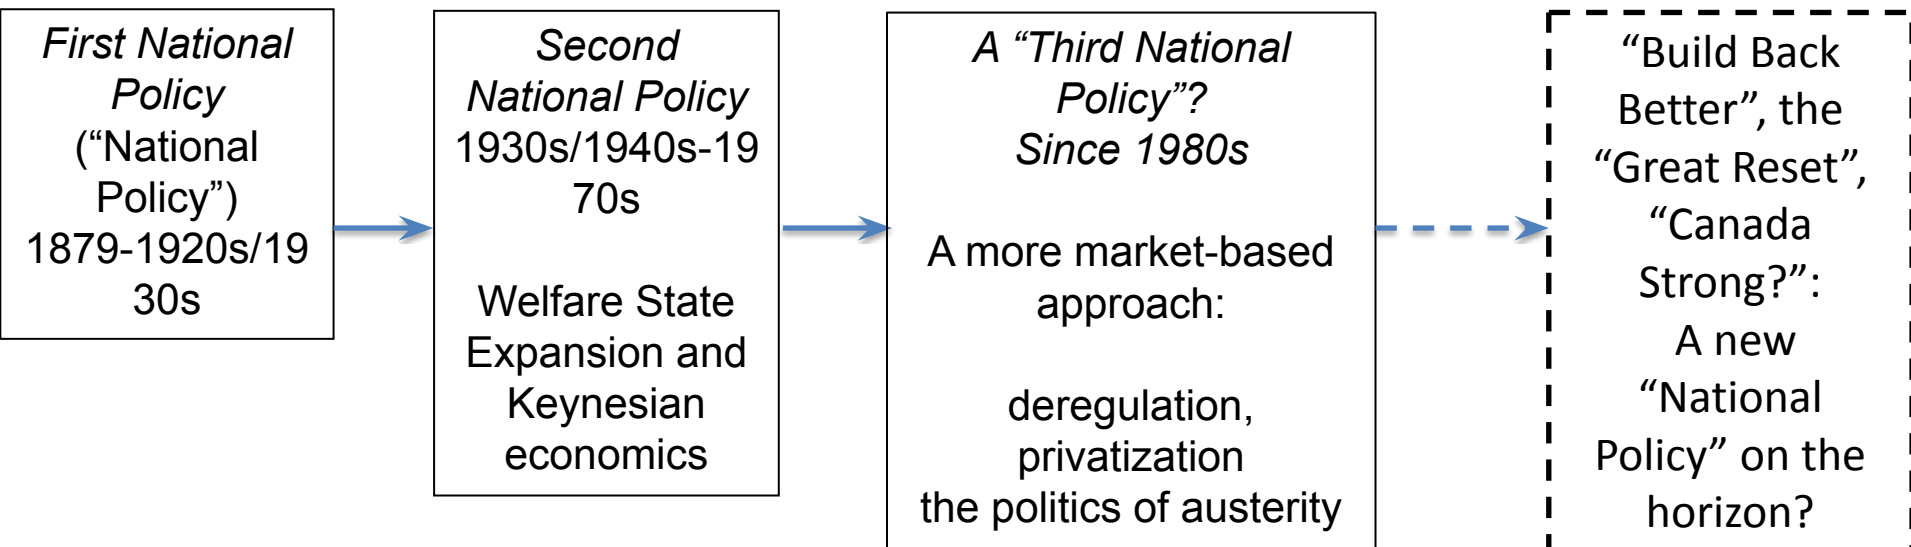 First National
Policy
(“National
Policy”)
1879-1920s/19
30s
Second
National Policy
1930s/1940s-19
70s
Welfare State
Expansion and
Keynesian
economics
A “Third National
Policy”?
Since 1980s
A more market-based
approach:
deregulation,
privatization
the politics of austerity
“Build Back
Better”, the
“Great Reset”,
“Canada
Strong?”:
A new
“National
Policy” on the
horizon?